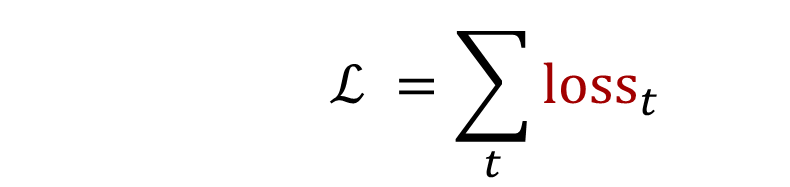 ℒ = ∑ₜ lossₜ